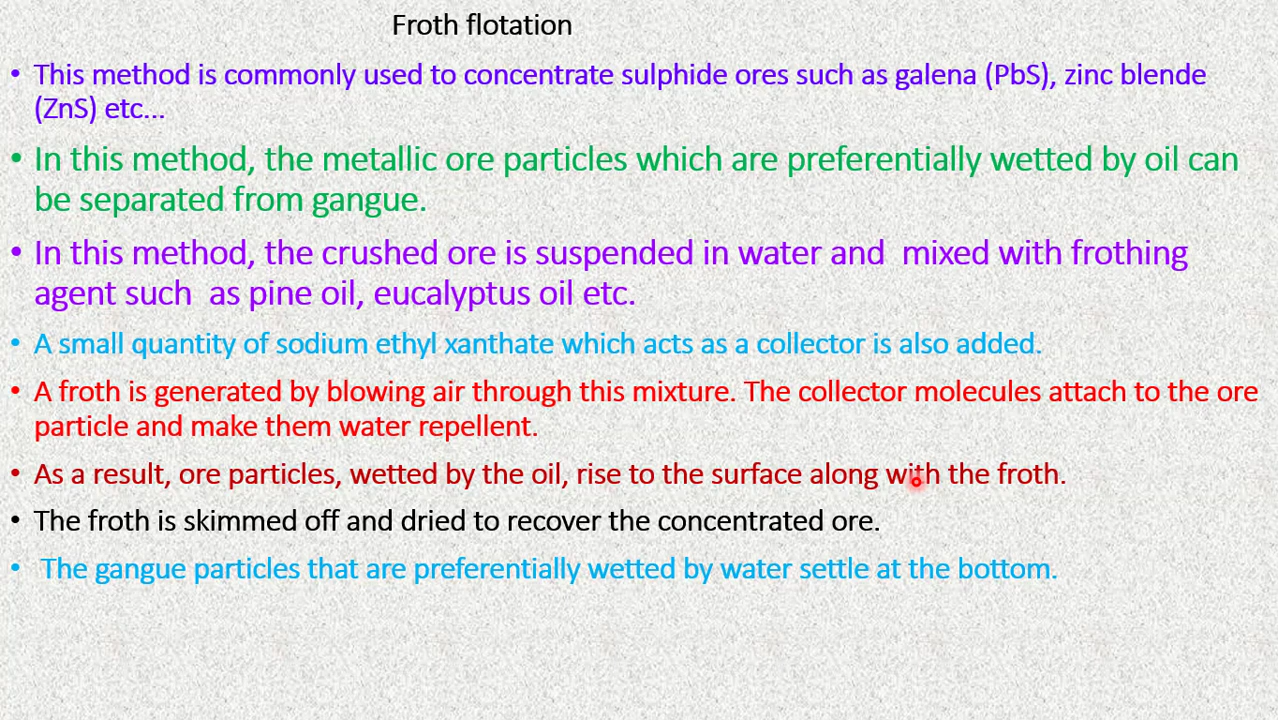 Froth flotation
• This method is commonly used to concentrate sulphide ores such as galena (PbS), zinc blende
(ZnS) etc...
• In this method, the metallic ore particles which are preferentially wetted by oil can
be separated from gangue.
• In this method, the crushed ore is suspended in water and  mixed with frothing
agent such  as pine oil, eucalyptus oil etc.
• A small quantity of sodium ethyl xanthate which acts as a collector is also added.
• A froth is generated by blowing air through this mixture. The collector molecules attach to the ore
particle and make them water repellent.
• As a result, ore particles, wetted by the oil, rise to the surface along with the froth.
• The froth is skimmed off and dried to recover the concentrated ore.
• The gangue particles that are preferentially wetted by water settle at the bottom.